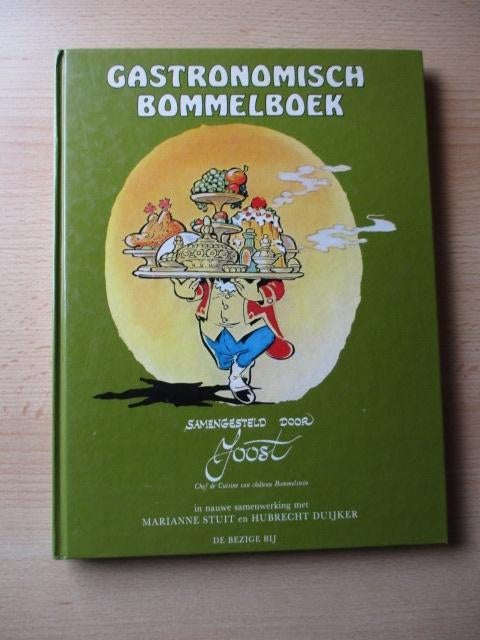 GASTRONOMISCH
BOMMELBOEK
SAMENGESTELD DOOR
JOOST
Chef de Cuisine van château Bommelstein
in nauwe samenwerking met
MARIANNE STUIT en HUBRECHT DUIJKER
DE BEZIGE BIJ